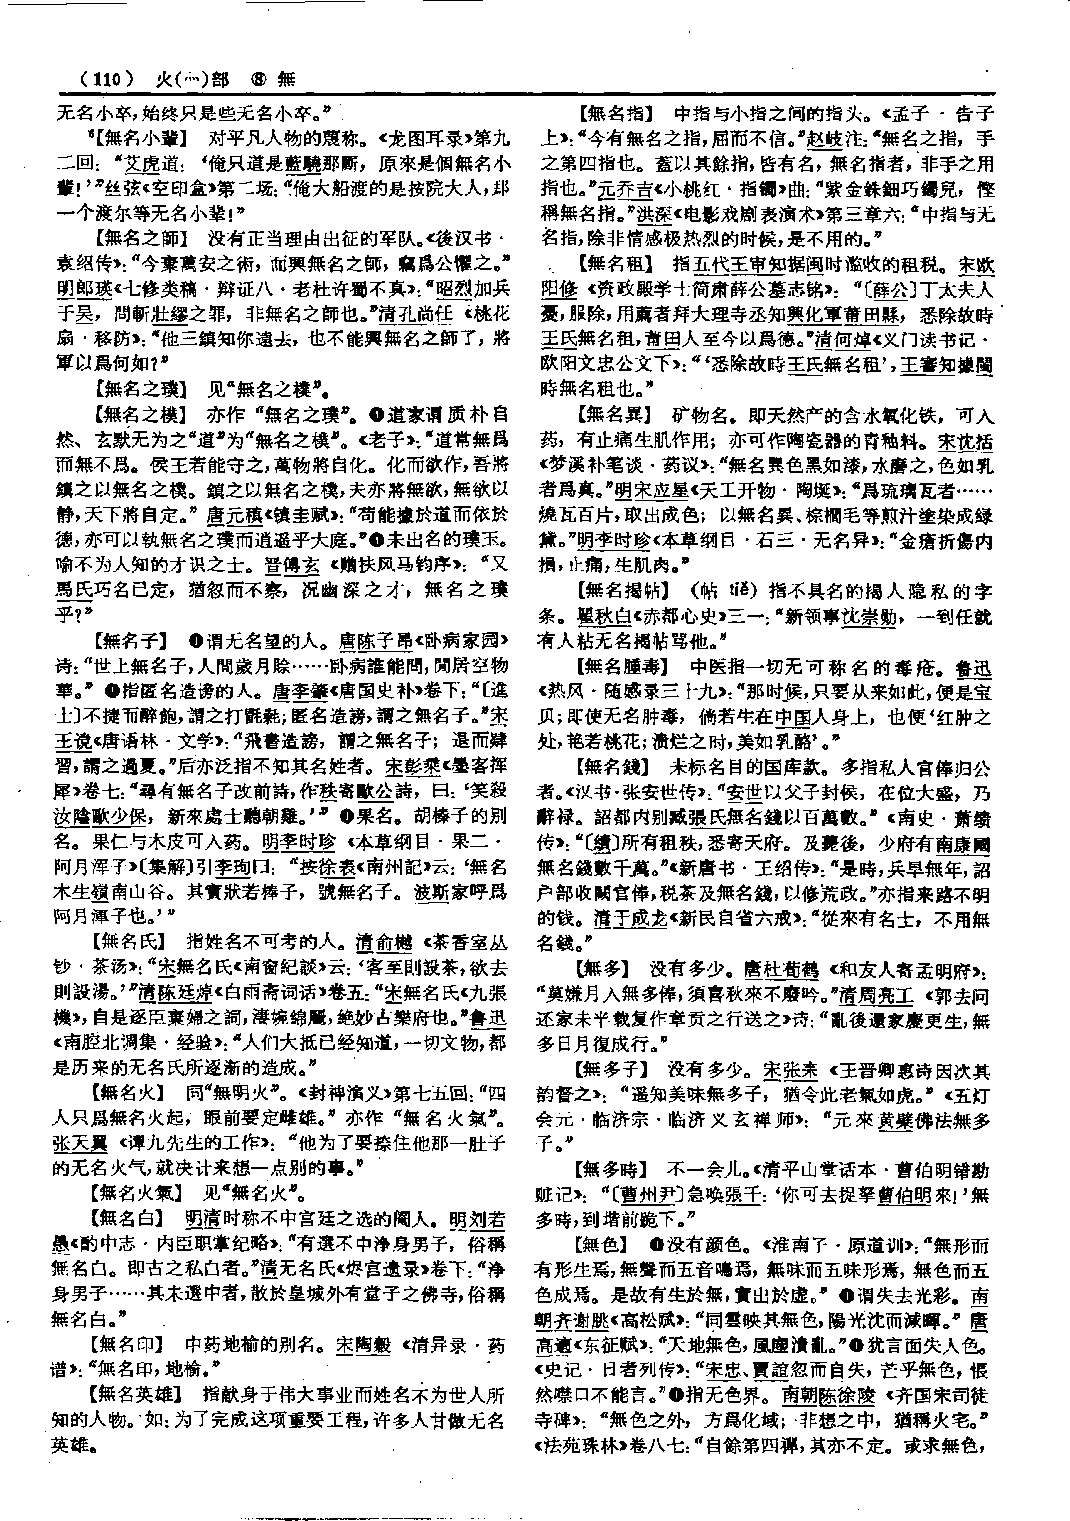 （110） 火(灬)部 ⑧ 無
无名小卒，始终只是些无名小卒。”
【無名小輩】 对平凡人物的蔑称。《龙图耳录》第九
二回：“艾虎道：‘俺只道是藍驍那厮，原來是個無名小
輩！’”丝弦《空印盒》第二场：“俺大船渡的是按院大人，却
一个渡尔等无名小辈！”
【無名之師】 没有正当理由出征的军队。《後汉书·
袁绍传》：“今棄萬安之術，而興無名之師，竊爲公懼之。”
明郎瑛《七修类稿·辩证八·老杜许蜀不真》：“昭烈加兵
于吴，問斬壯繆之罪，非無名之師也。”清孔尚任《桃花
扇·移防》：“他三鎮知你遠去，也不能興無名之師了，將
軍以爲何如？”
【無名之璞】 见“無名之樸”。
【無名之樸】 亦作“無名之璞”。❶道家谓质朴自
然、玄默无为之“道”为“無名之樸”。《老子》：“道常無爲
而無不爲。侯王若能守之，萬物將自化。化而欲作，吾將
鎮之以無名之樸。鎮之以無名之樸，夫亦將無欲，無欲以
静，天下將自定。”唐元稹《镇圭赋》：“苟能據於道而依於
德，亦可以執無名之璞而逍遥乎大庭。”❷未出名的璞玉。
喻不为人知的才识之士。晋傅玄《赠扶风马钧序》：“又
馬氏巧名已定，猶忽而不察，况幽深之才，無名之璞
乎？”
【無名子】 ❶谓无名望的人。唐陈子昂《卧病家园》
诗：“世上無名子，人間歲月賒……卧病誰能問，閒居空物
華。”❷指匿名造谤的人。唐李肇《唐国史补》卷下：“〔進
士〕不捷而醉飽，謂之打毷氉；匿名造謗，謂之無名子。”宋
王谠《唐语林·文学》：“飛書造謗，謂之無名子；退而肄
習，謂之過夏。”后亦泛指不知其名姓者。宋彭乘《墨客挥
犀》卷七：“尋有無名子改前詩，作秩寄歐公詩，曰：‘笑殺
汝陰歐少保，新來處士聽朝雞。’”❸果名。胡榛子的别
名。果仁与木皮可入药。明李时珍《本草纲目·果二·
阿月浑子》〔集解〕引李珣曰：“按徐表《南州記》云：‘無名
木生嶺南山谷。其實狀若榛子，號無名子。波斯家呼爲
阿月渾子也。’”
【無名氏】 指姓名不可考的人。清俞樾《茶香室丛
钞·茶汤》：“宋無名氏《南窗紀談》云：‘客至則設茶，欲去
則設湯。’”清陈廷焯《白雨斋词话》卷五：“宋無名氏《九張
機》，自是逐臣棄婦之詞，淒婉綿麗，絶妙古樂府也。”鲁迅
《南腔北调集·经验》：“人们大抵已经知道，一切文物，都
是历来的无名氏所逐渐的造成。”
【無名火】 同“無明火”。《封神演义》第七五回：“四
人只爲無名火起，眼前要定雌雄。”亦作“無名火氣”。
张天翼《谭九先生的工作》：“他为了要捺住他那一肚子
的无名火气，就决计来想一点别的事。”
【無名火氣】 见“無名火”。
【無名白】 明清时称不中宫廷之选的阉人。明刘若
愚《酌中志·内臣职掌纪略》：“有選不中净身男子，俗稱
無名白。即古之私白者。”清无名氏《烬宫遗录》卷下：“净
身男子……其未選中者，散於皇城外有堂子之佛寺，俗稱
無名白。”
【無名印】 中药地榆的别名。宋陶穀《清异录·药
谱》：“無名印，地榆。”
【無名英雄】 指献身于伟大事业而姓名不为世人所
知的人物。如：为了完成这项重要工程，许多人甘做无名
英雄。
【無名指】 中指与小指之间的指头。《孟子·告子
上》：“今有無名之指，屈而不信。”赵岐注：“無名之指，手
之第四指也。蓋以其餘指，皆有名，無名指者，非手之用
指也。”元乔吉《小桃红·指镯》曲：“紫金銖鈿巧鐲兒，慳
稱無名指。”洪深《电影戏剧表演术》第三章六：“中指与无
名指，除非情感极热烈的时候，是不用的。”
【無名租】 指五代王审知据闽时滥收的租税。宋欧
阳修《资政殿学士简肃薛公墓志铭》：“〔薛公〕丁太夫人
憂，服除，用薦者拜大理寺丞知興化軍莆田縣，悉除故時
王氏無名租，莆田人至今以爲德。”清何焯《义门读书记·
欧阳文忠公文下》：“‘悉除故時王氏無名租’，王審知據閩
時無名租也。”
【無名異】 矿物名。即天然产的含水氧化铁，可入
药，有止痛生肌作用；亦可作陶瓷器的青釉料。宋沈括
《梦溪补笔谈·药议》：“無名異色黑如漆，水磨之，色如乳
者爲真。”明宋应星《天工开物·陶埏》：“爲琉璃瓦者……
燒瓦百片，取出成色；以無名異、棕櫚毛等煎汁塗染成緑
黛。”明李时珍《本草纲目·石三·无名异》：“金瘡折傷内
損，止痛，生肌肉。”
【無名揭帖】 （帖 tiě）指不具名的揭人隐私的字
条。瞿秋白《赤都心史》三一：“新领事沈崇勋，一到任就
有人粘无名揭帖骂他。”
【無名腫毒】 中医指一切无可称名的毒疮。鲁迅
《热风·随感录三十九》：“那时候，只要从来如此，便是宝
贝；即使无名肿毒，倘若生在中国人身上，也便‘红肿之
处，艳若桃花；溃烂之时，美如乳酪’。”
【無名錢】 未标名目的国库款。多指私人官俸归公
者。《汉书·张安世传》：“安世以父子封侯，在位大盛，乃
辭禄。詔都内别臧張氏無名錢以百萬數。”《南史·萧缋
传》：“〔缋〕所有租秩，悉寄天府。及薨後，少府有南康國
無名錢數千萬。”《新唐书·王绍传》：“是時，兵旱無年，詔
户部收闕官俸，税茶及無名錢，以修荒政。”亦指来路不明
的钱。清于成龙《新民自省六戒》：“從來有名士，不用無
名錢。”
【無多】 没有多少。唐杜荀鹤《和友人寄孟明府》：
“莫嫌月入無多俸，須喜秋來不廢吟。”清周亮工《郭去问
还家未平载复作章贡之行送之》诗：“亂後還家慶更生，無
多日月復成行。”
【無多子】 没有多少。宋张耒《王晋卿惠诗因次其
韵督之》：“遥知美味無多子，猶令此老氣如虎。”《五灯
会元·临济宗·临济义玄禅师》：“元來黄檗佛法無多
子。”
【無多時】 不一会儿。《清平山堂话本·曹伯明错勘
赃记》：“〔曹州尹〕急唤張千：‘你可去捉拏曹伯明來！’無
多時，到堦前跪下。”
【無色】 ❶没有颜色。《淮南子·原道训》：“無形而
有形生焉，無聲而五音鳴焉，無味而五味形焉，無色而五
色成焉。是故有生於無，實出於虚。”❷谓失去光彩。南
朝齐谢朓《高松赋》：“同雲映其無色，陽光沈而減暉。”唐
高適《东征赋》：“天地無色，風塵潰亂。”❸犹言面失人色。
《史记·日者列传》：“宋忠、賈誼忽而自失，芒乎無色，悵
然噤口不能言。”❹指无色界。南朝陈徐陵《齐国宋司徒
寺碑》：“無色之外，方爲化城；非想之中，猶稱火宅。”
《法苑珠林》卷八七：“自餘第四禪，其亦不定。或求無色，